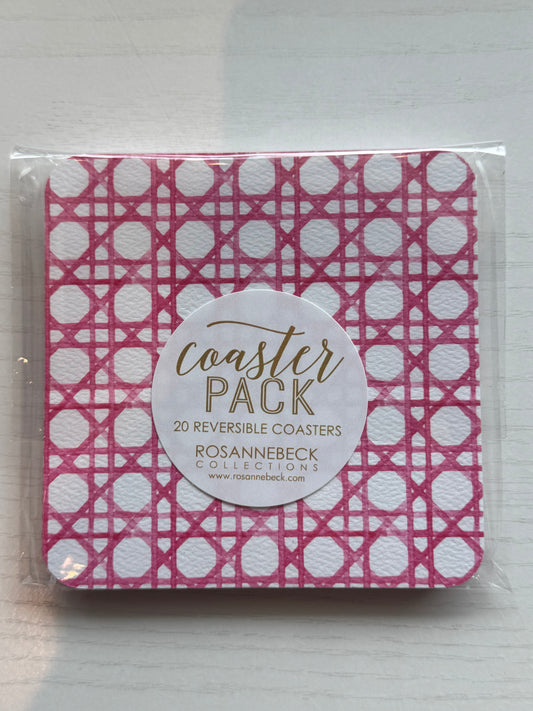 coaster
PACK
20 REVERSIBLE COASTERS
ROSANNEBECK
COLLECTIONS
www.rosannebeck.com